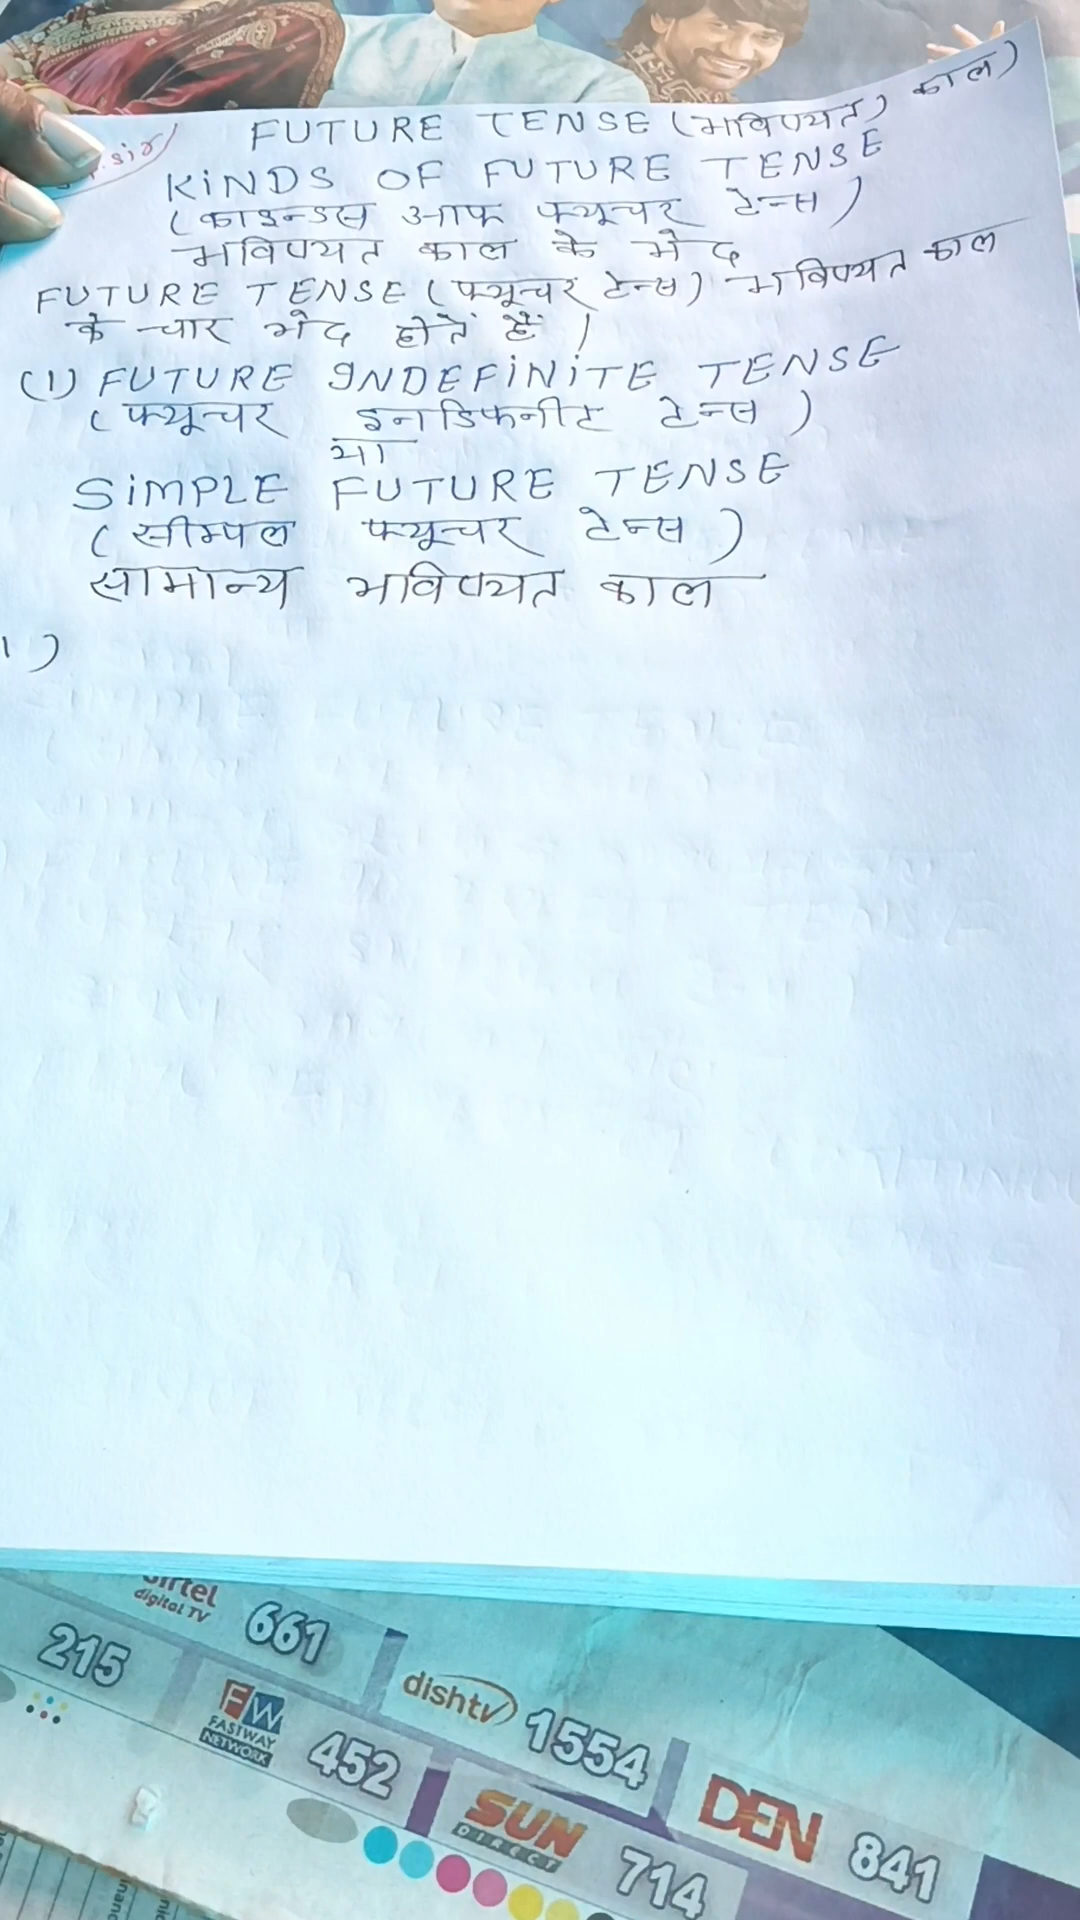 .sir/
FUTURE TENSE (भविष्यत) काल)
KINDS OF FUTURE TENSE
(काइन्डस आफ फ्यूचर टेन्स)
भविष्यत काल के भेद
FUTURE TENSE (फ्यूचर टेन्स) भविष्यत काल
के चार भेद होतें हैं /
(1) FUTURE INDEFINITE TENSE
(फ्यूचर इनडिफनीट टेन्स)
या
SIMPLE FUTURE TENSE
(सीम्पल फ्यूचर टेन्स)
सामान्य भविष्यत काल
1)
airtel digital TV 661
215
dishtv 1554
FW FASTWAY NETWORK 452
DEN 841
SUN DIRECT 714